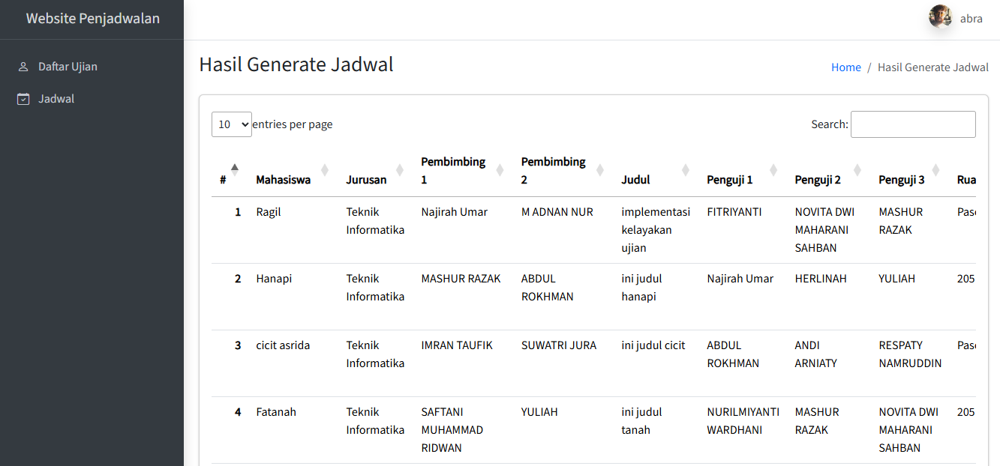 Website Penjadwalan
abra
Daftar Ujian
Jadwal
Hasil Generate Jadwal
Home / Hasil Generate Jadwal
10 entries per page
Search:
# Mahasiswa Jurusan Pembimbing 1 Pembimbing 2 Judul Penguji 1 Penguji 2 Penguji 3 Rua
1 Ragil Teknik Informatika Najirah Umar M ADNAN NUR implementasi kelayakan ujian FITRIYANTI NOVITA DWI MAHARANI SAHBAN MASHUR RAZAK Pasc
2 Hanapi Teknik Informatika MASHUR RAZAK ABDUL ROKHMAN ini judul hanapi Najirah Umar HERLINAH YULIAH 205
3 cicit asrida Teknik Informatika IMRAN TAUFIK SUWATRI JURA ini judul cicit ABDUL ROKHMAN ANDI ARNIATY RESPATY NAMRUDDIN Pasc
4 Fatanah Teknik Informatika SAFTANI MUHAMMAD RIDWAN YULIAH ini judul tanah NURILMIYANTI WARDHANI MASHUR RAZAK NOVITA DWI MAHARANI SAHBAN 205